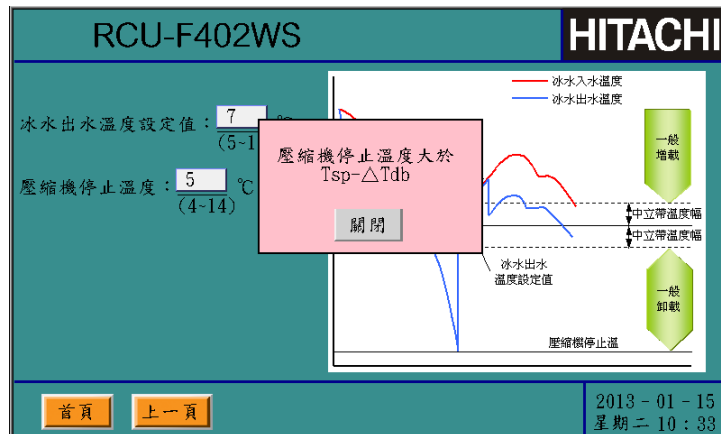 RCU-F402WS
HITACHI
冰水入水溫度
冰水出水溫度
冰水出水溫度設定值：7
(5~1
壓縮機停止溫度：5 ℃
(4~14)
壓縮機停止溫度大於
Tsp-△Tdb
關閉
一般
增載
中立帶溫度幅
中立帶溫度幅
冰水出水
溫度設定值
一般
卸載
壓縮機停止溫
首頁
上一頁
2013-01-15
星期二 10:33